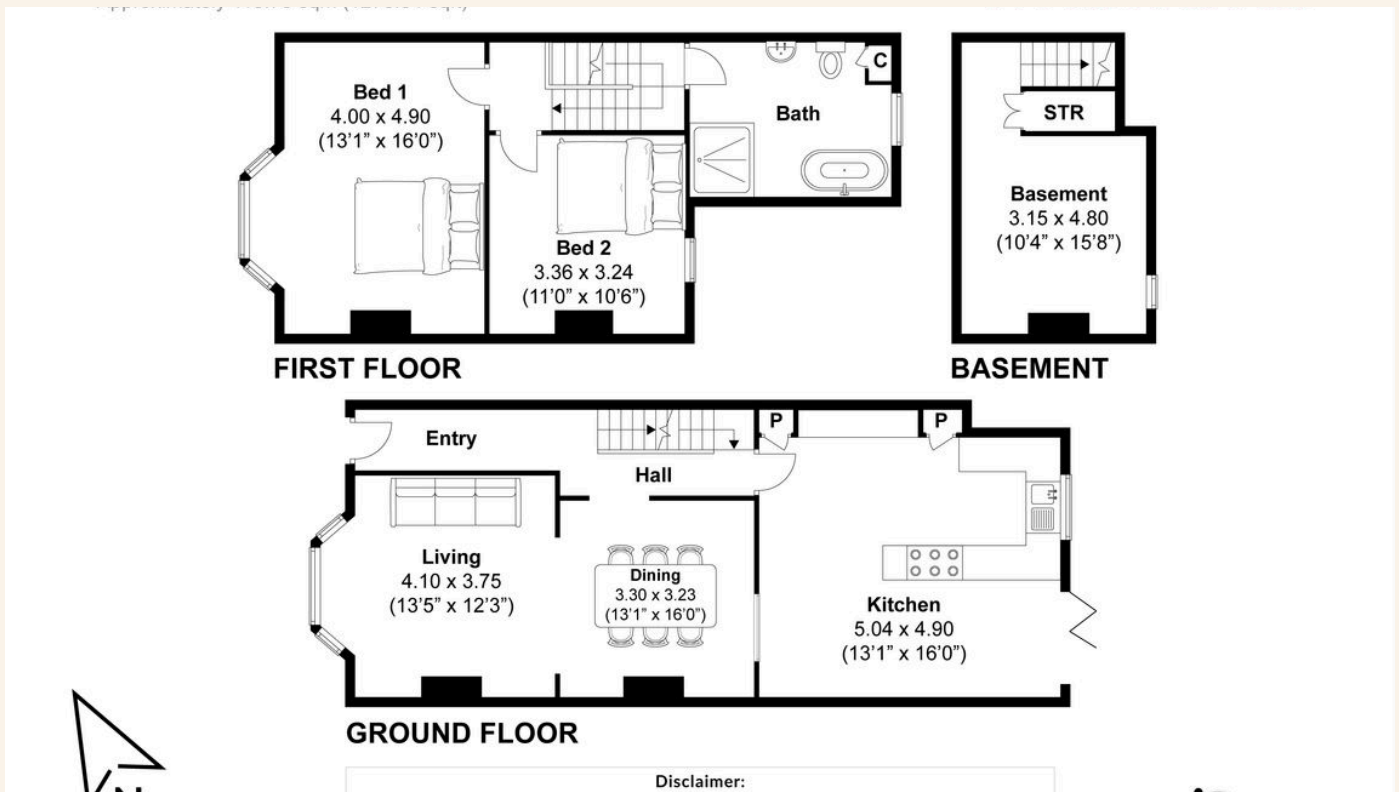 Bed 1
4.00 x 4.90
(13'1" x 16'0")
Bath
C
Bed 2
3.36 x 3.24
(11'0" x 10'6")
FIRST FLOOR
STR
Basement
3.15 x 4.80
(10'4" x 15'8")
BASEMENT
Entry
Hall
P
P
Living
4.10 x 3.75
(13'5" x 12'3")
Dining
3.30 x 3.23
(13'1" x 16'0")
Kitchen
5.04 x 4.90
(13'1" x 16'0")
GROUND FLOOR
N
Disclaimer: